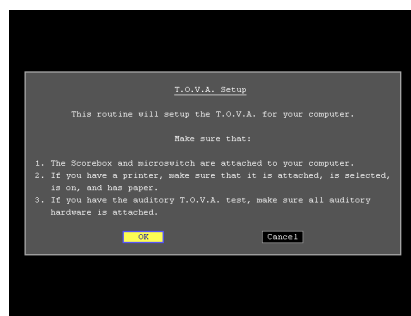 T.O.V.A. Setup
This routine will setup the T.O.V.A. for your computer.
Make sure that:
1. The Scorebox and microswitch are attached to your computer.
2. If you have a printer, make sure that it is attached, is selected,
is on, and has paper.
3. If you have the auditory T.O.V.A. test, make sure all auditory
hardware is attached.
OK
Cancel